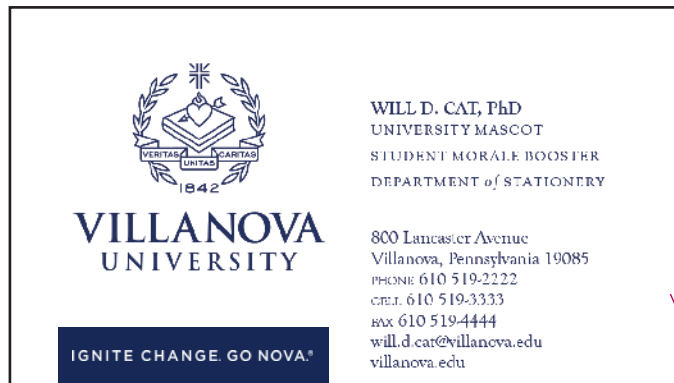 VERITAS UNITAS CARITAS
1842
VILLANOVA
UNIVERSITY
IGNITE CHANGE. GO NOVA.®
WILL D. CAT, PhD
UNIVERSITY MASCOT
STUDENT MORALE BOOSTER
DEPARTMENT of STATIONERY
800 Lancaster Avenue
Villanova, Pennsylvania 19085
PHONE 610 519-2222
CELL 610 519-3333
FAX 610 519-4444
will.d.cat@villanova.edu
villanova.edu